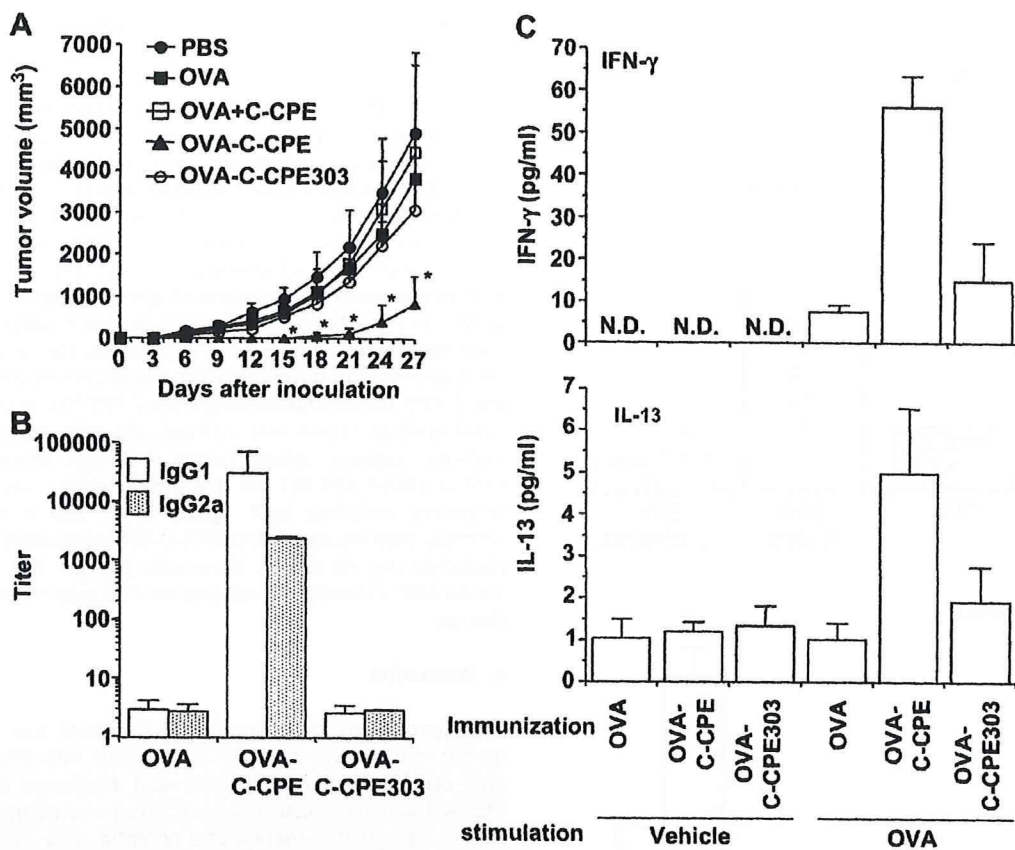 A
Tumor volume (mm³)
7000
6000
5000
4000
3000
2000
1000
0
PBS
OVA
OVA+C-CPE
OVA-C-CPE
OVA-C-CPE303
* * * * *
0 3 6 9 12 15 18 21 24 27
Days after inoculation
B
Titer
100000
10000
1000
100
10
1
IgG1
IgG2a
OVA
OVA-
C-CPE
OVA-
C-CPE303
C
IFN-γ (pg/ml)
70
60
50
40
30
20
10
0
IFN-γ
N.D. N.D. N.D.
IL-13 (pg/ml)
7
6
5
4
3
2
1
0
IL-13
Immunization
OVA
OVA-
C-CPE
OVA-
C-CPE303
OVA
OVA-
C-CPE
OVA-
C-CPE303
stimulation
Vehicle
OVA